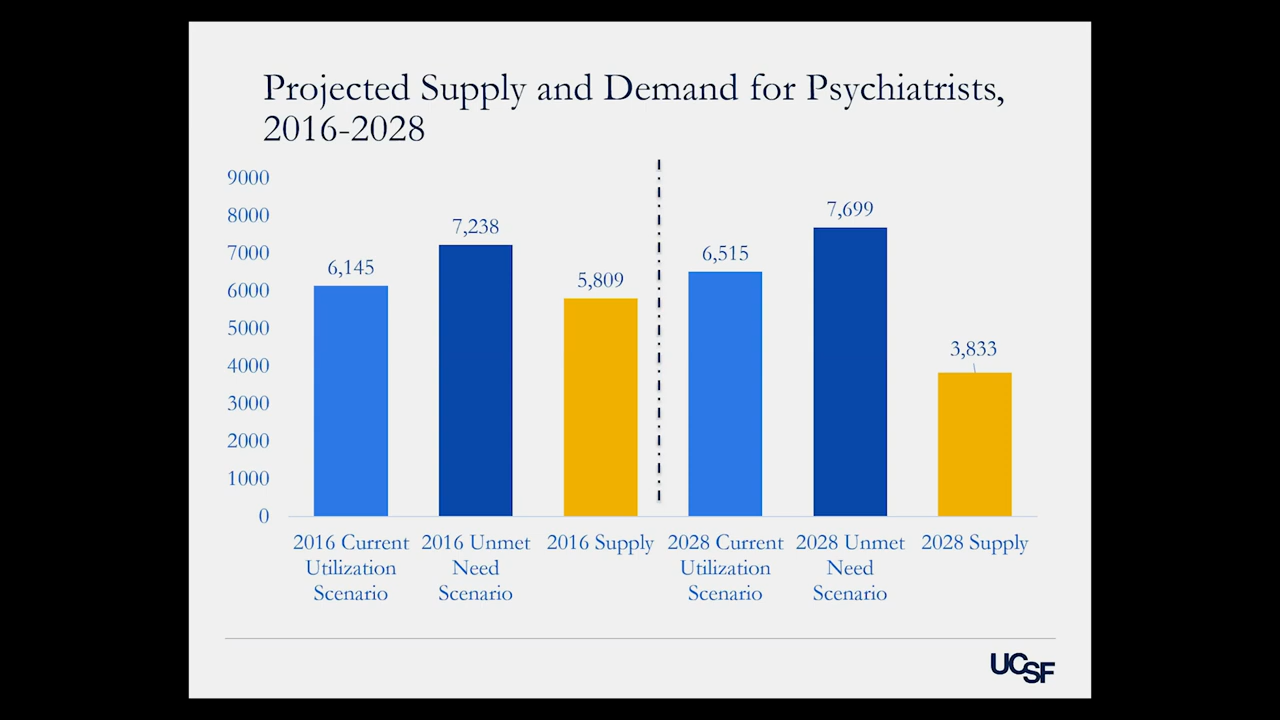 Projected Supply and Demand for Psychiatrists,
2016-2028
9000
8000
7000
6000
5000
4000
3000
2000
1000
0
6,145
7,238
5,809
6,515
7,699
3,833
2016 Current
Utilization
Scenario
2016 Unmet
Need
Scenario
2016 Supply
2028 Current
Utilization
Scenario
2028 Unmet
Need
Scenario
2028 Supply
UCSF